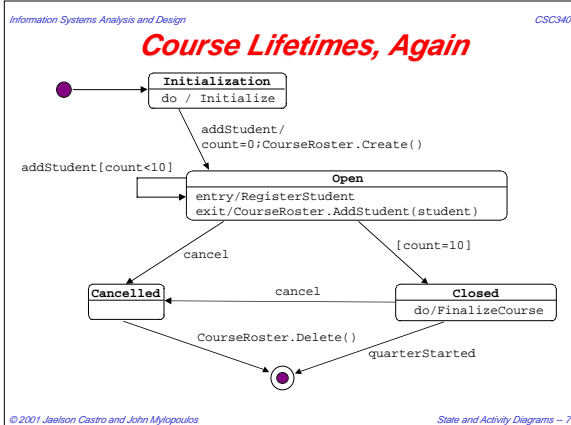 Information Systems Analysis and Design CSC340
Course Lifetimes, Again
Initialization
do / Initialize
addStudent/
count=0;CourseRoster.Create()
addStudent[count<10]
Open
entry/RegisterStudent
exit/CourseRoster.AddStudent(student)
[count=10]
cancel
Cancelled
cancel
Closed
do/FinalizeCourse
CourseRoster.Delete()
quarterStarted
© 2001 Jaelson Castro and John Mylopoulos State and Activity Diagrams -- 7